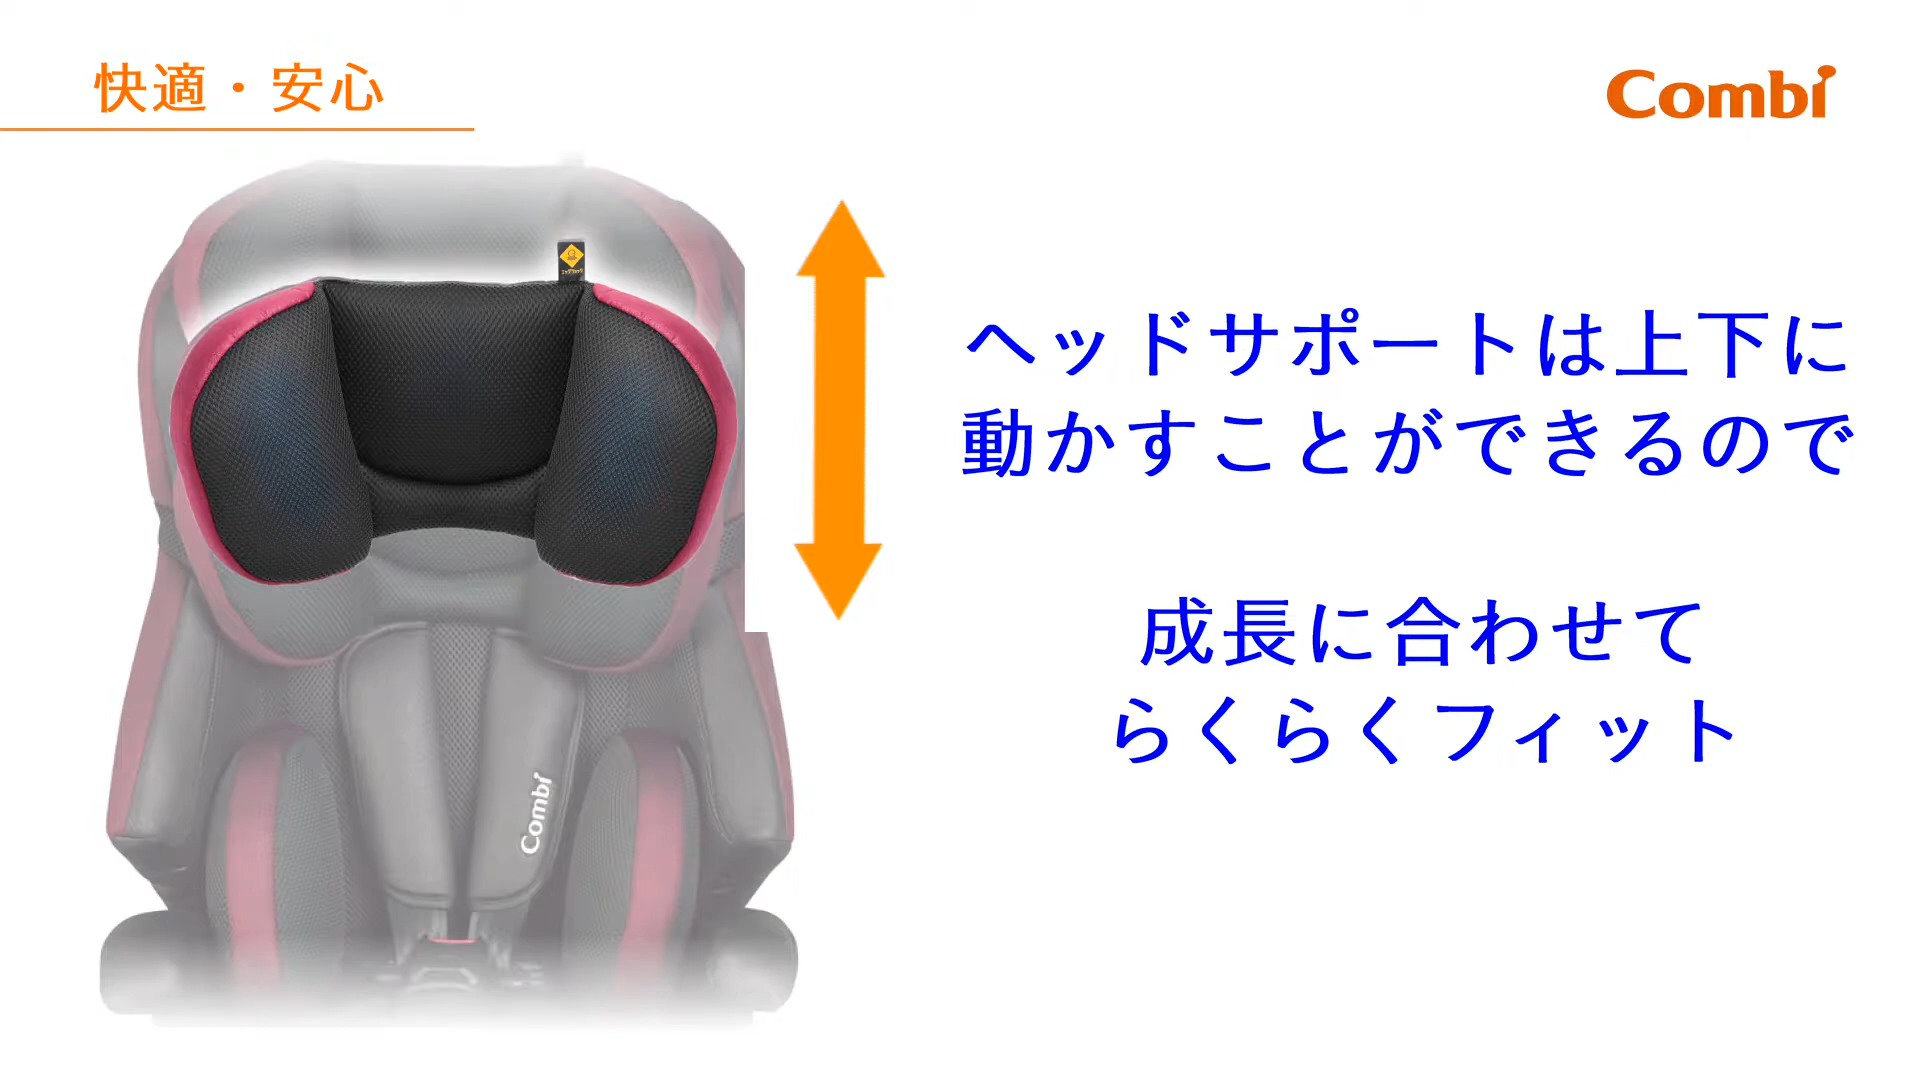 快適・安心
Combi
ヘッドサポートは上下に
動かすことができるので
成長に合わせて
らくらくフィット
Combi